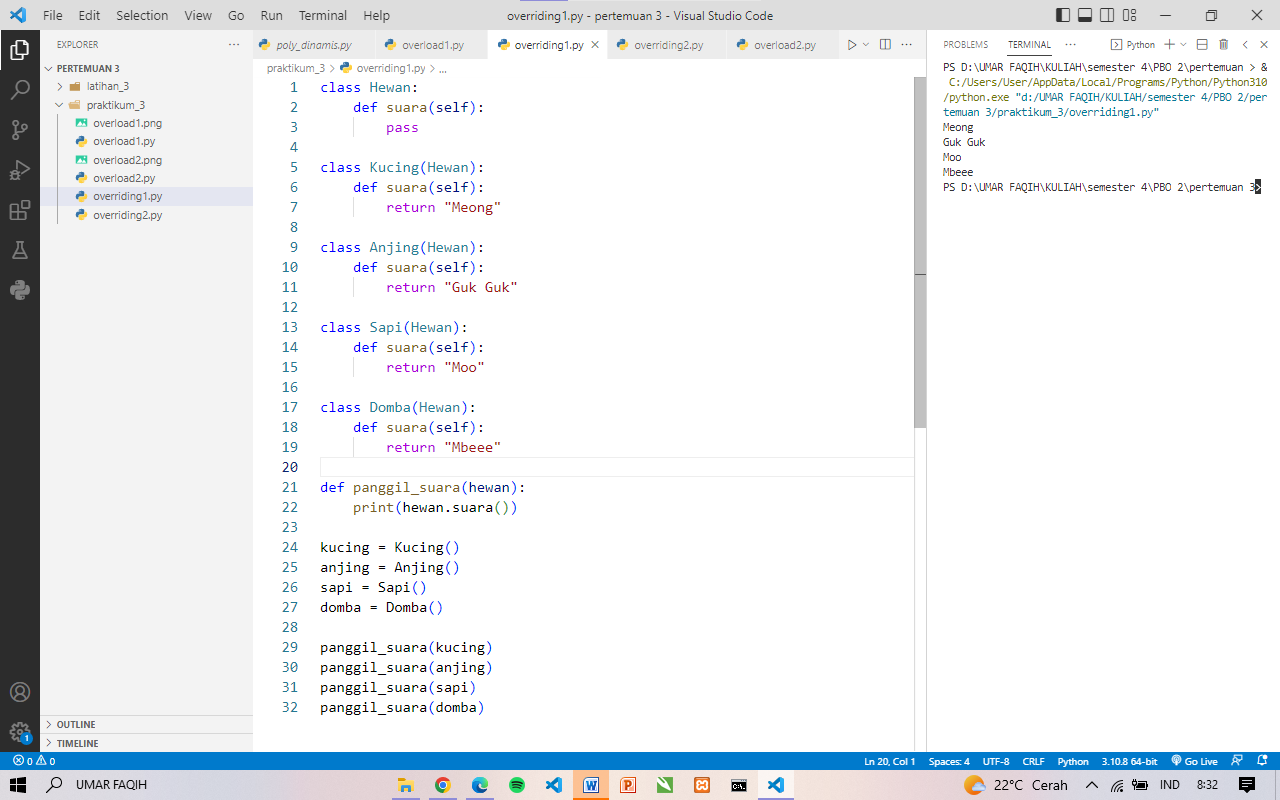 File Edit Selection View Go Run Terminal Help
overriding1.py - pertemuan 3 - Visual Studio Code
EXPLORER ...
PERTEMUAN 3
latihan_3
praktikum_3
overload1.png
overload1.py
overload2.png
overload2.py
overriding1.py
overriding2.py
OUTLINE
TIMELINE
poly_dinamis.py overload1.py overriding1.py overriding2.py overload2.py
praktikum_3 > overriding1.py > ...
1 class Hewan:
2     def suara(self):
3         pass
4
5 class Kucing(Hewan):
6     def suara(self):
7         return "Meong"
8
9 class Anjing(Hewan):
10     def suara(self):
11         return "Guk Guk"
12
13 class Sapi(Hewan):
14     def suara(self):
15         return "Moo"
16
17 class Domba(Hewan):
18     def suara(self):
19         return "Mbeee"
20
21 def panggil_suara(hewan):
22     print(hewan.suara())
23
24 kucing = Kucing()
25 anjing = Anjing()
26 sapi = Sapi()
27 domba = Domba()
28
29 panggil_suara(kucing)
30 panggil_suara(anjing)
31 panggil_suara(sapi)
32 panggil_suara(domba)
PROBLEMS TERMINAL ... Python
PS D:\UMAR FAQIH\KULIAH\semester 4\PBO 2\pertemuan > &
C:/Users/User/AppData/Local/Programs/Python/Python310
/python.exe "d:/UMAR FAQIH/KULIAH/semester 4/PBO 2/per
temuan 3/praktikum_3/overriding1.py"
Meong
Guk Guk
Moo
Mbeee
PS D:\UMAR FAQIH\KULIAH\semester 4\PBO 2\pertemuan 3>
1
0 0 Ln 20, Col 1 Spaces: 4 UTF-8 CRLF Python 3.10.8 64-bit Go Live
UMAR FAQIH 22°C Cerah IND 8:32